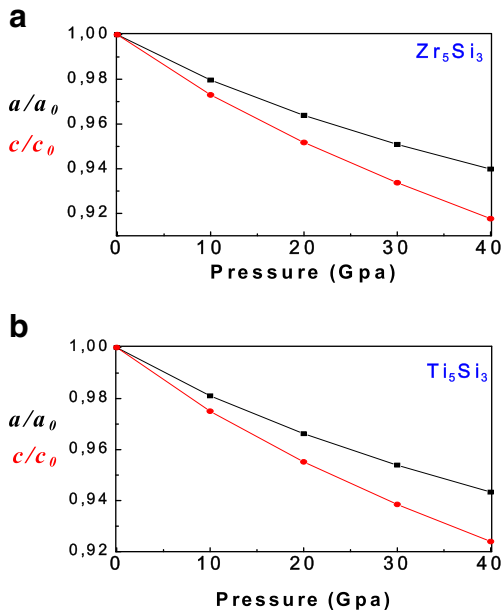 a
1,00
0,98
0,96
0,94
0,92
a/a0
c/c0
Zr5Si3
0 10 20 30 40
Pressure (Gpa)
b
1,00
0,98
0,96
0,94
0,92
a/a0
c/c0
Ti5Si3
0 10 20 30 40
Pressure (Gpa)